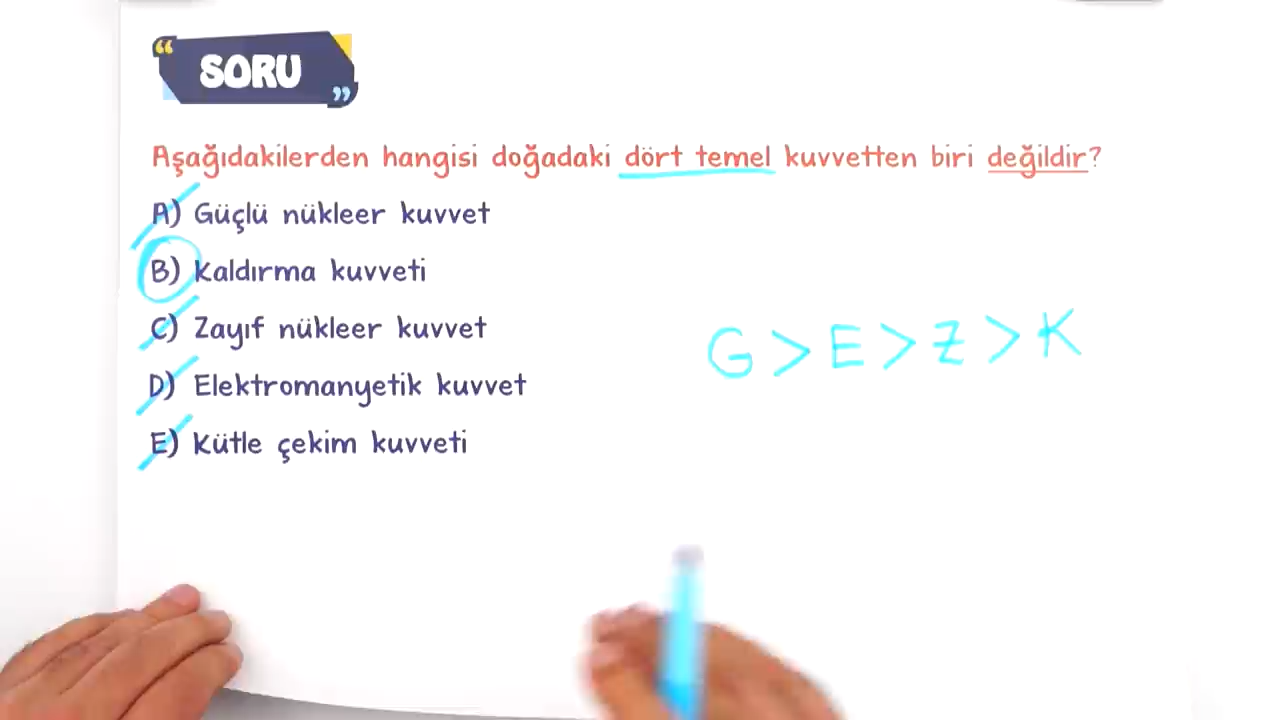 “ SORU ”
Aşağıdakilerden hangisi doğadaki dört temel kuvvetten biri değildir?
A) Güçlü nükleer kuvvet
B) Kaldırma kuvveti
C) Zayıf nükleer kuvvet
D) Elektromanyetik kuvvet
E) Kütle çekim kuvveti
G > E > Z > K